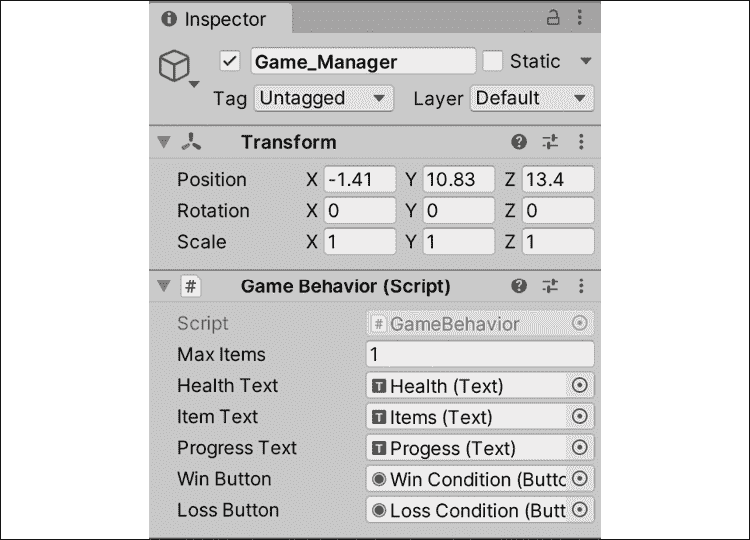 Inspector
Game_Manager Static
Tag Untagged Layer Default
Transform
Position X -1.41 Y 10.83 Z 13.4
Rotation X 0 Y 0 Z 0
Scale X 1 Y 1 Z 1
# Game Behavior (Script)
Script # GameBehavior
Max Items 1
Health Text T Health (Text)
Item Text T Items (Text)
Progress Text T Progess (Text)
Win Button Win Condition (Butto
Loss Button Loss Condition (Butt